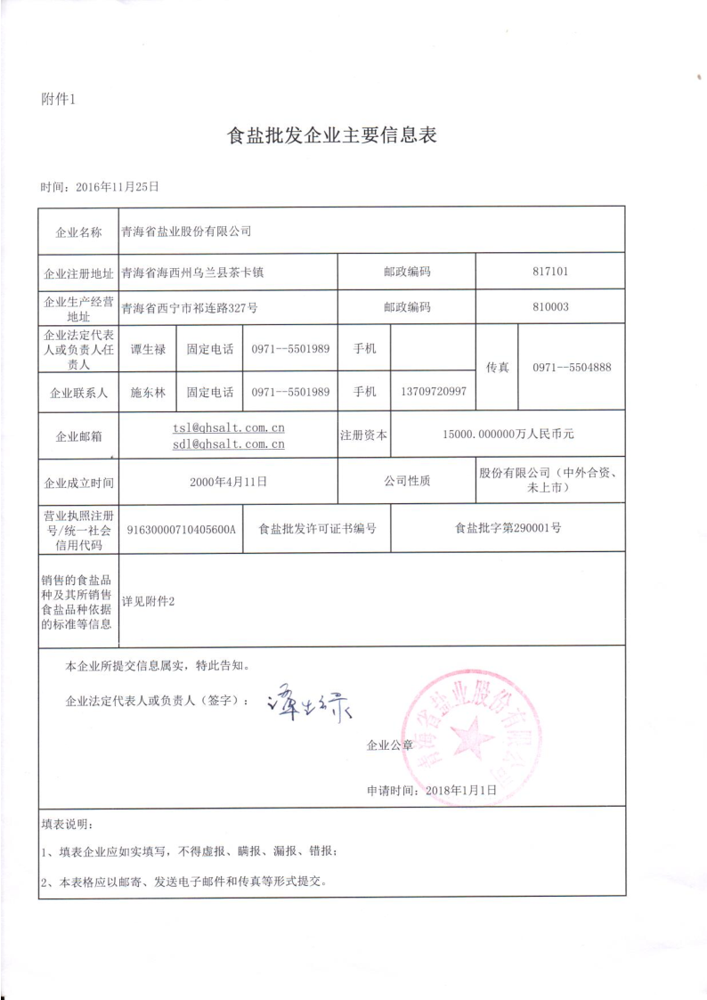 附件1
食盐批发企业主要信息表
时间：2016年11月25日
企业名称
青海省盐业股份有限公司
企业注册地址
青海省海西州乌兰县茶卡镇
邮政编码
817101
企业生产经营
地址
青海省西宁市祁连路327号
邮政编码
810003
企业法定代表
人或负责人任
责人
谭生禄
固定电话
0971--5501989
手机
传真
0971--5504888
企业联系人
施东林
固定电话
0971--5501989
手机
13709720997
企业邮箱
tsl@qhsalt.com.cn
sdl@qhsalt.com.cn
注册资本
15000.000000万人民币元
企业成立时间
2000年4月11日
公司性质
股份有限公司（中外合资、
未上市）
营业执照注册
号/统一社会
信用代码
91630000710405600A
食盐批发许可证书编号
食盐批字第290001号
销售的食盐品
种及其所销售
食盐品种依据
的标准等信息
详见附件2
本企业所提交信息属实，特此告知。
企业法定代表人或负责人（签字）：
谭生禄
青海省盐业股份有限公司
企业公章
申请时间：2018年1月1日
填表说明：
1、填表企业应如实填写，不得虚报、瞒报、漏报、错报；
2、本表格应以邮寄、发送电子邮件和传真等形式提交。